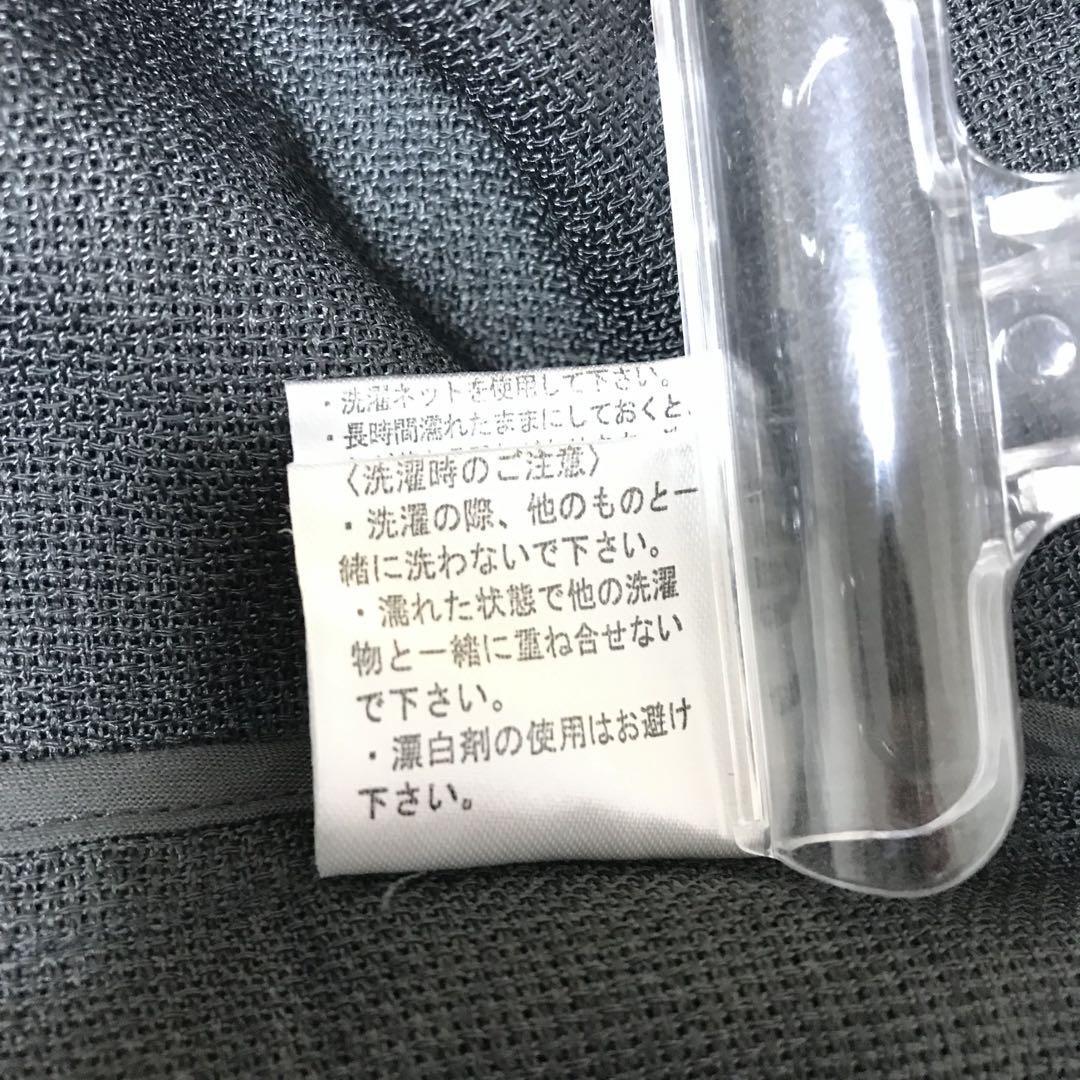 ・洗濯ネットを使用して下さい。
・長時間濡れたままにしておくと、
〈洗濯時のご注意〉
・洗濯の際、他のものと一
緒に洗わないで下さい。
・濡れた状態で他の洗濯
物と一緒に重ね合せない
で下さい。
・漂白剤の使用はお避け
下さい。